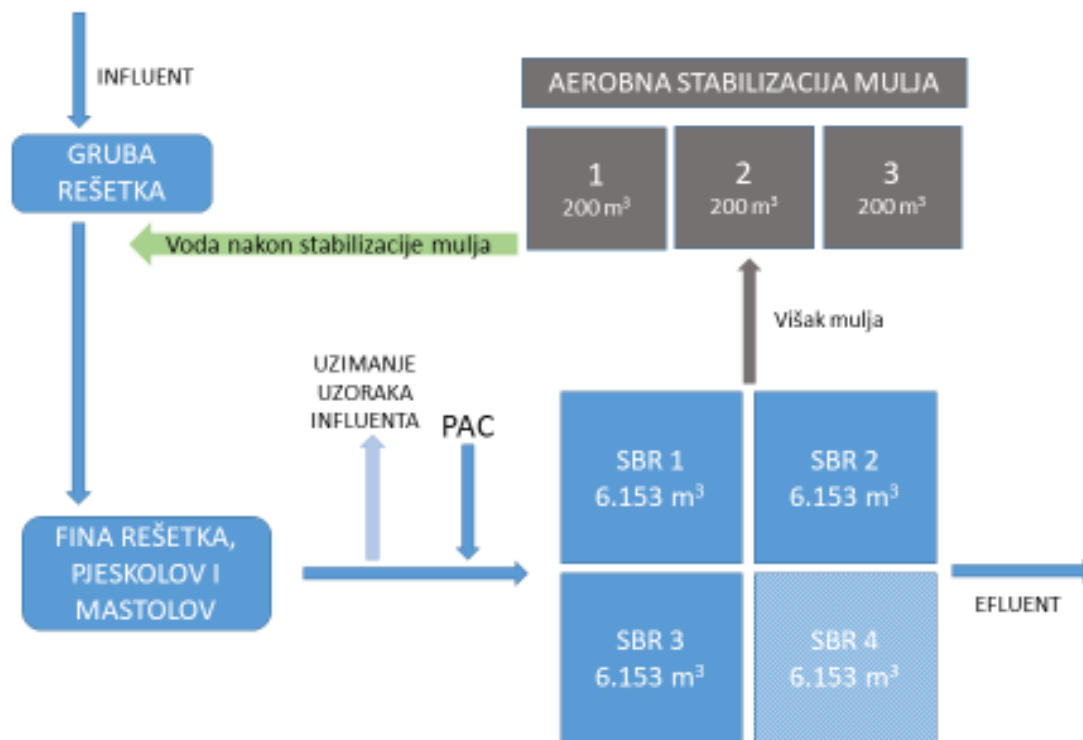 INFLUENT
AEROBNA STABILIZACIJA MULJA
GRUBA
REŠETKA
1
200 m³
2
200 m³
3
200 m³
Voda nakon stabilizacije mulja
Višak mulja
UZIMANJE
UZORAKA
INFLUENTA
PAC
SBR 1
6.153 m³
SBR 2
6.153 m³
FINA REŠETKA,
PJESKOLOV I
MASTOLOV
EFLUENT
SBR 3
6.153 m³
SBR 4
6.153 m³